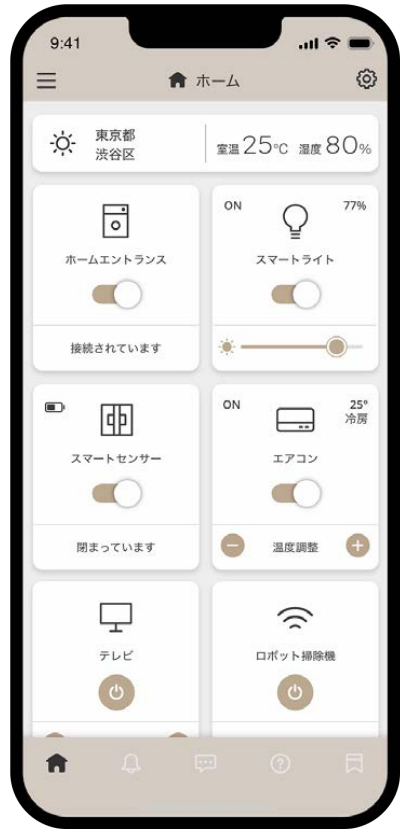 9:41
ホーム
東京都
渋谷区
室温 25°C 湿度 80%
ホームエントランス
接続されています
ON 77%
スマートライト
スマートセンサー
閉まっています
ON 25°
冷房
エアコン
温度調整
テレビ
ロボット掃除機